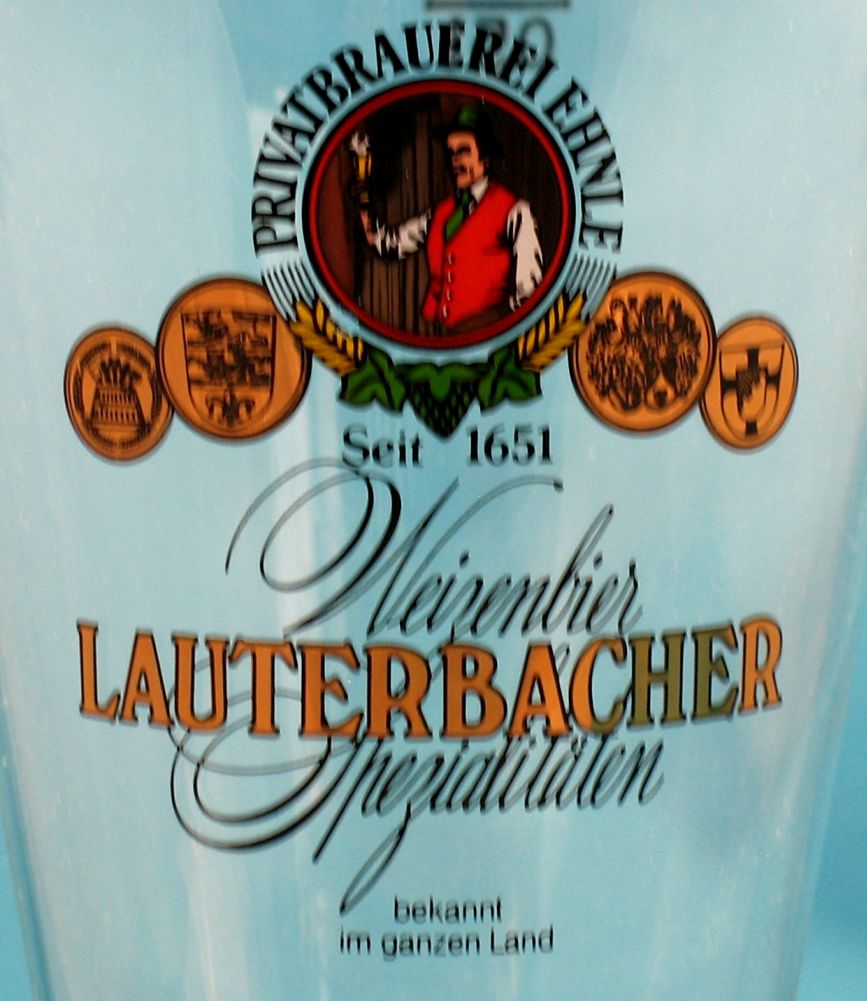 PRIVATBRAUEREI EHNLE
Seit 1651
Weizenbier
LAUTERBACHER
Spezialitäten
bekannt
im ganzen Land